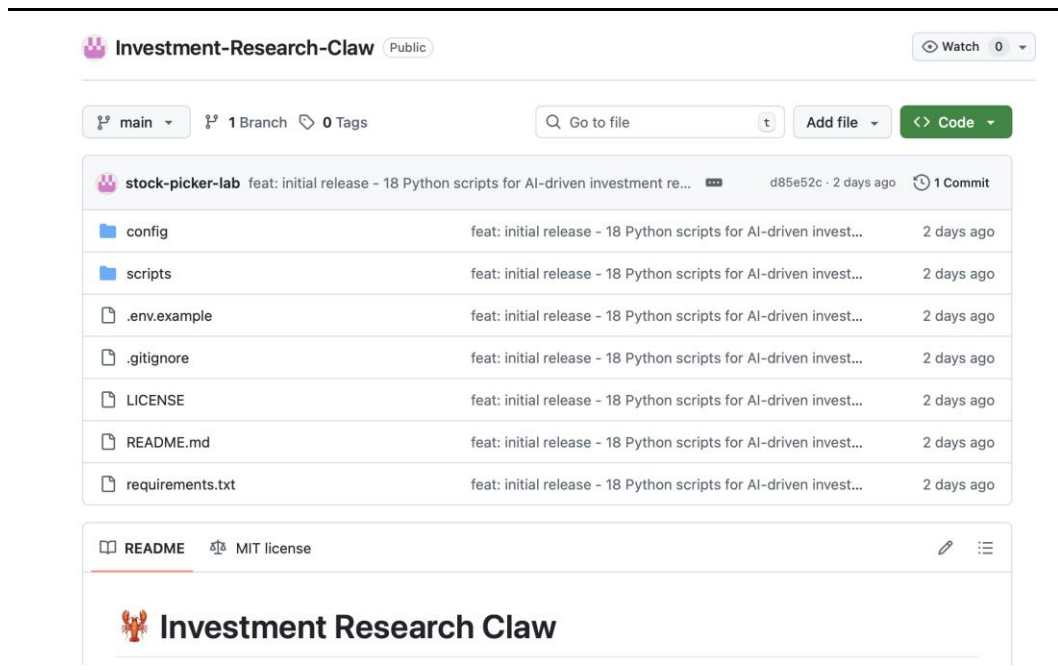 Investment-Research-Claw Public Watch 0
main 1 Branch 0 Tags Go to file t Add file <> Code
stock-picker-lab feat: initial release - 18 Python scripts for AI-driven investment re... d85e52c · 2 days ago 1 Commit
config feat: initial release - 18 Python scripts for AI-driven invest... 2 days ago
scripts feat: initial release - 18 Python scripts for AI-driven invest... 2 days ago
.env.example feat: initial release - 18 Python scripts for AI-driven invest... 2 days ago
.gitignore feat: initial release - 18 Python scripts for AI-driven invest... 2 days ago
LICENSE feat: initial release - 18 Python scripts for AI-driven invest... 2 days ago
README.md feat: initial release - 18 Python scripts for AI-driven invest... 2 days ago
requirements.txt feat: initial release - 18 Python scripts for AI-driven invest... 2 days ago
README MIT license
🦞 Investment Research Claw